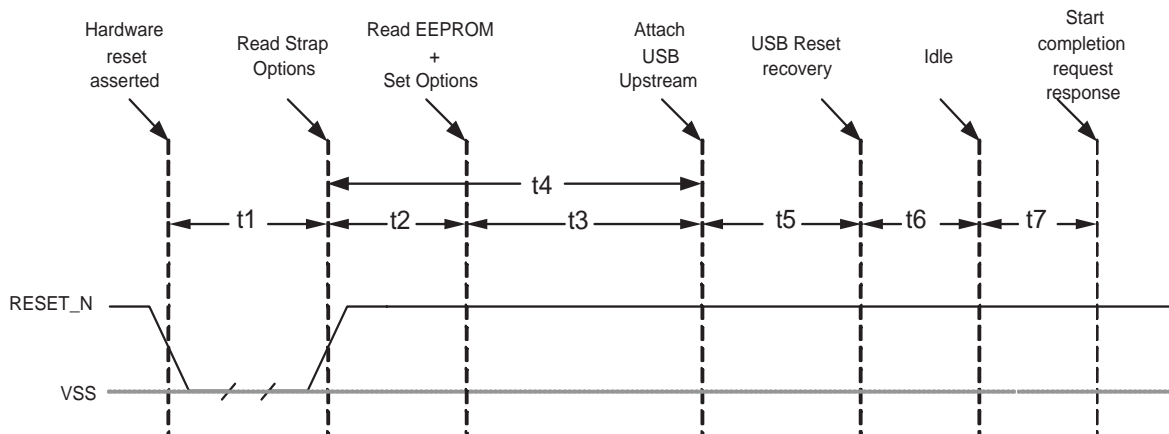 Hardware
reset
asserted
Read Strap
Options
Read EEPROM
+
Set Options
Attach
USB
Upstream
USB Reset
recovery
Idle
Start
completion
request
response
t4
t1
t2
t3
t5
t6
t7
RESET_N
VSS